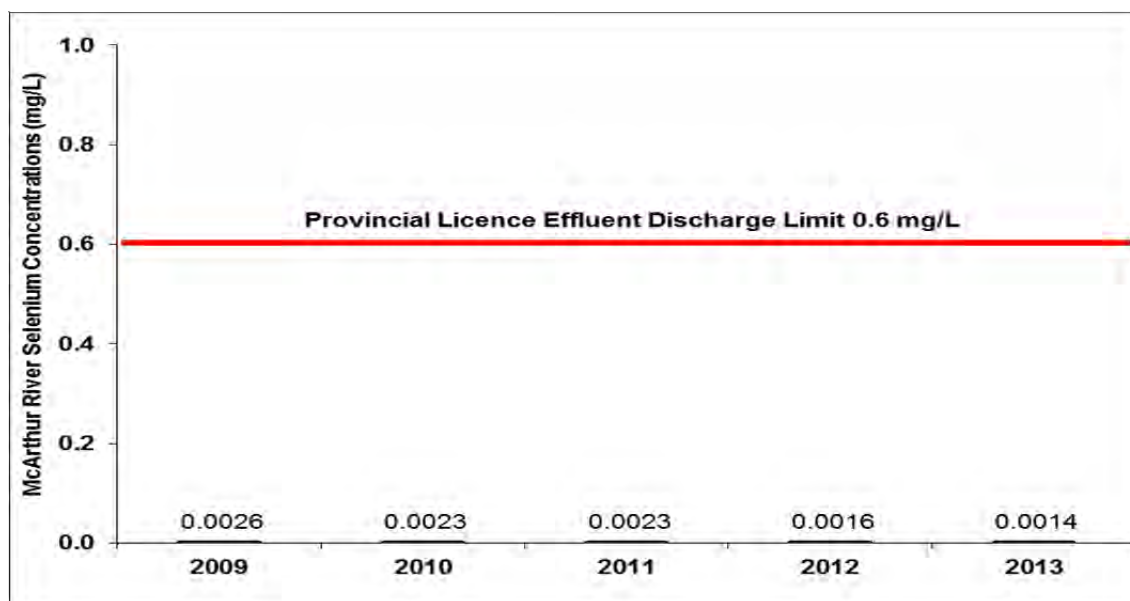 McArthur River Selenium Concentrations (mg/L)
1.0
0.8
Provincial Licence Effluent Discharge Limit 0.6 mg/L
0.6
0.4
0.2
0.0
0.0026 0.0023 0.0023 0.0016 0.0014
2009 2010 2011 2012 2013